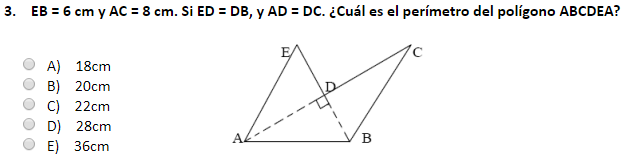 3. EB = 6 cm y AC = 8 cm. Si ED = DB, y AD = DC. ¿Cuál es el perímetro del polígono ABCDEA?
A) 18cm
B) 20cm
C) 22cm
D) 28cm
E) 36cm
E
C
D
A
B